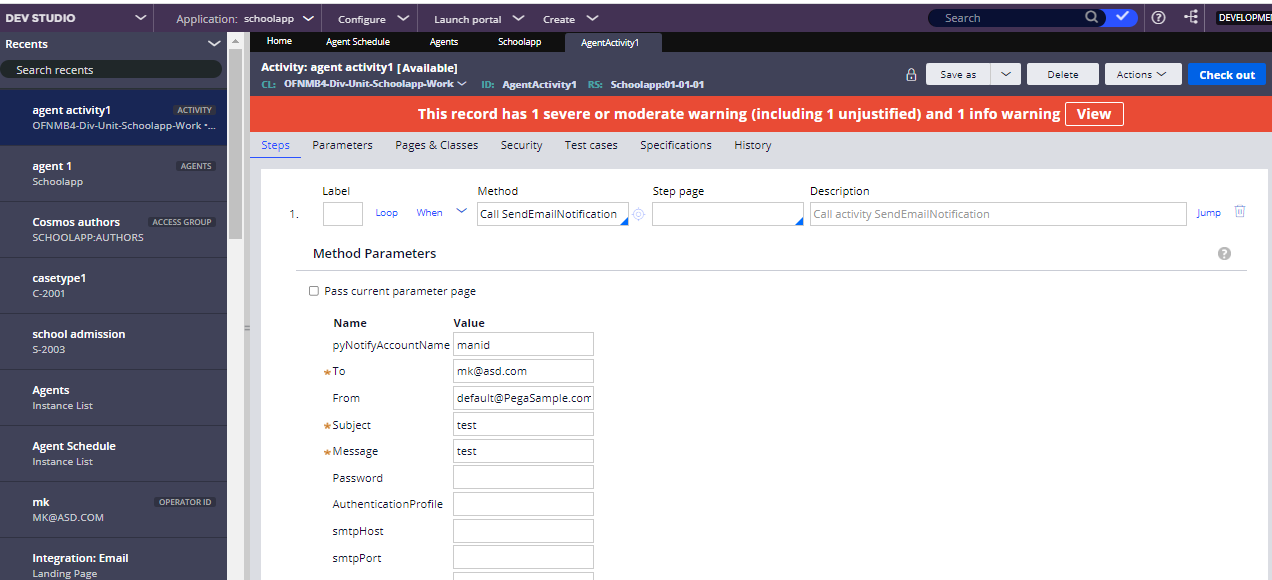 DEV STUDIO
Application: schoolapp
Configure
Launch portal
Create
Search
DEVELOPME
Recents
Search recents
agent activity1 ACTIVITY
OFNMB4-Div-Unit-Schoolapp-Work •...
agent 1 AGENTS
Schoolapp
Cosmos authors ACCESS GROUP
SCHOOLAPP:AUTHORS
casetype1
C-2001
school admission
S-2003
Agents
Instance List
Agent Schedule
Instance List
mk OPERATOR ID
MK@ASD.COM
Integration: Email
Landing Page
Home Agent Schedule Agents Schoolapp AgentActivity1
Activity: agent activity1 [Available]
CL: OFNMB4-Div-Unit-Schoolapp-Work ID: AgentActivity1 RS: Schoolapp:01-01-01
Save as Delete Actions Check out
This record has 1 severe or moderate warning (including 1 unjustified) and 1 info warning View
Steps Parameters Pages & Classes Security Test cases Specifications History
Label Method Step page Description
1. Loop When Call SendEmailNotification Call activity SendEmailNotification Jump
Method Parameters ?
Pass current parameter page
Name Value
pyNotifyAccountName manid
To mk@asd.com
From default@PegaSample.com
Subject test
Message test
Password
AuthenticationProfile
smtpHost
smtpPort